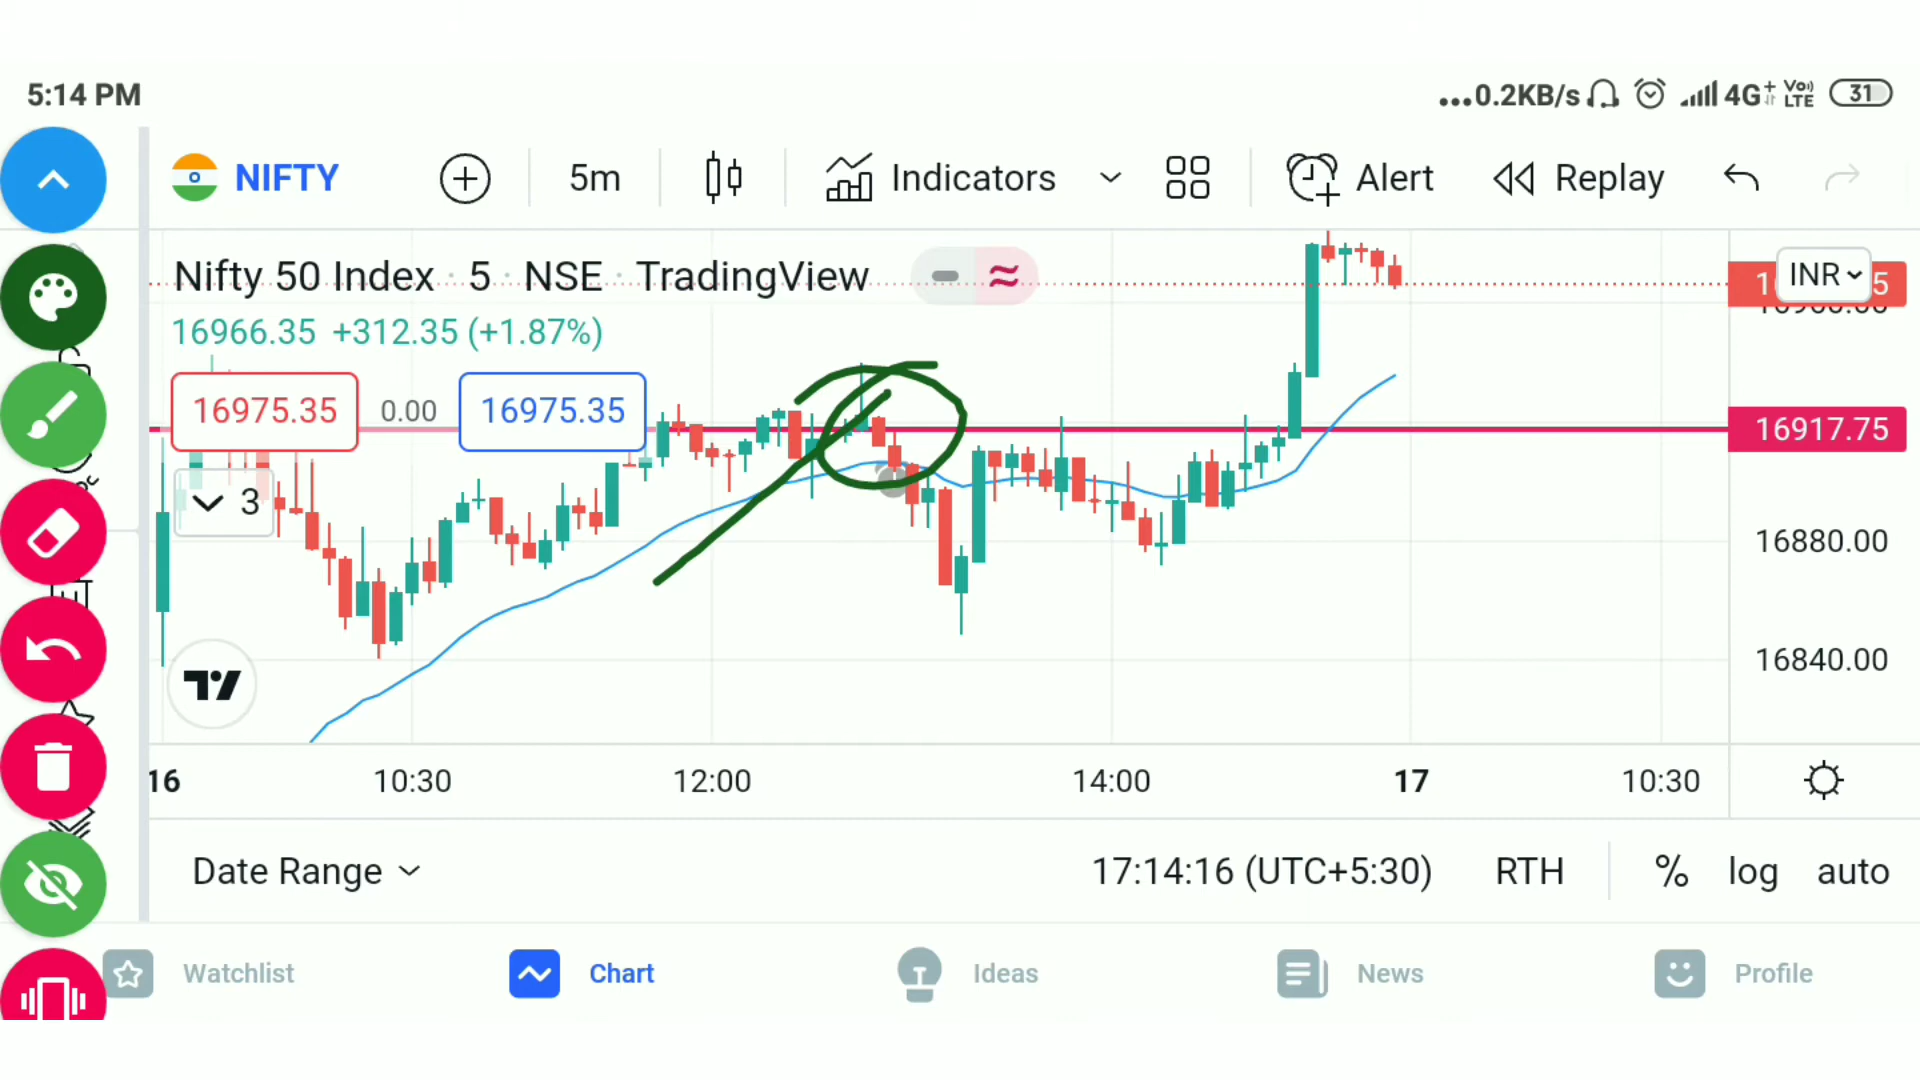 5:14 PM
...0.2KB/s 4G+ Vo) LTE 31
NIFTY 5m Indicators Alert Replay
Nifty 50 Index · 5 · NSE · TradingView
INR
16966.35 +312.35 (+1.87%)
16975.35 0.00 16975.35
16917.75
3
16880.00
16840.00
16 10:30 12:00 14:00 17 10:30
Date Range 17:14:16 (UTC+5:30) RTH % log auto
Watchlist Chart Ideas News Profile